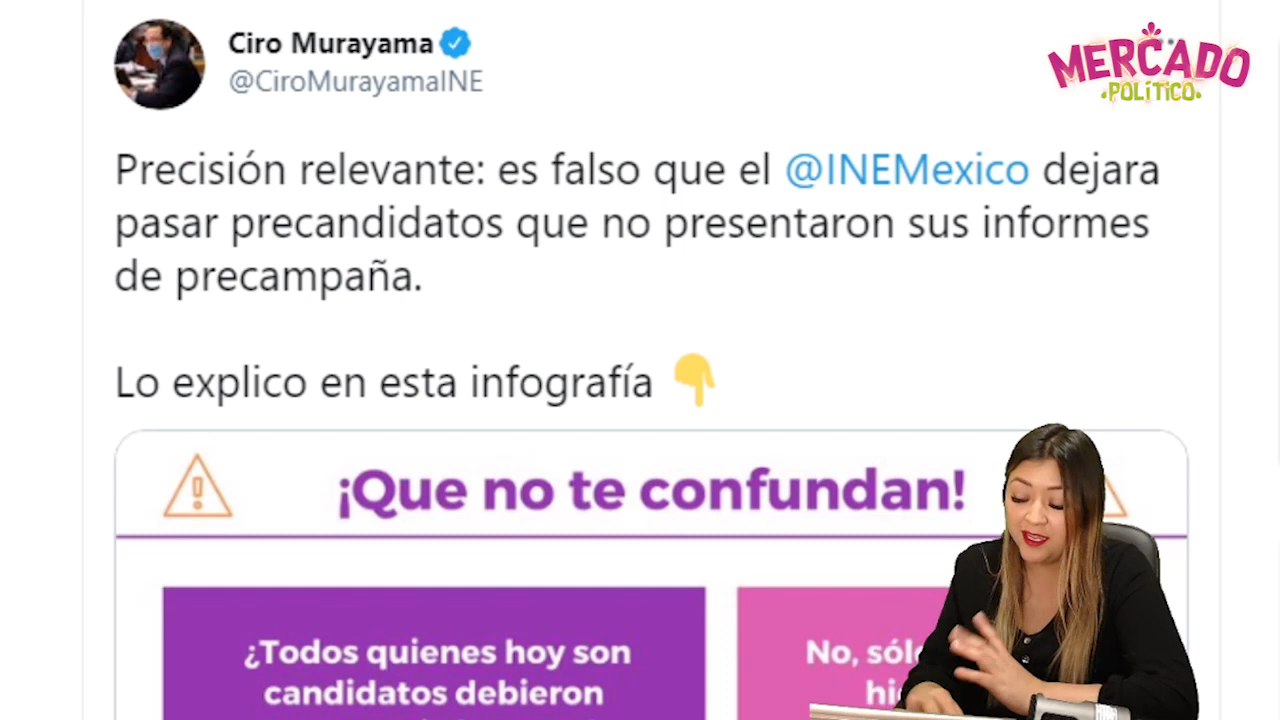 Ciro Murayama
@CiroMurayamaINE
MERCADO
POLÍTICO
Precisión relevante: es falso que el @INEMexico dejara
pasar precandidatos que no presentaron sus informes
de precampaña.
Lo explico en esta infografía
¡Que no te confundan!
¿Todos quienes hoy son
candidatos debieron
No,